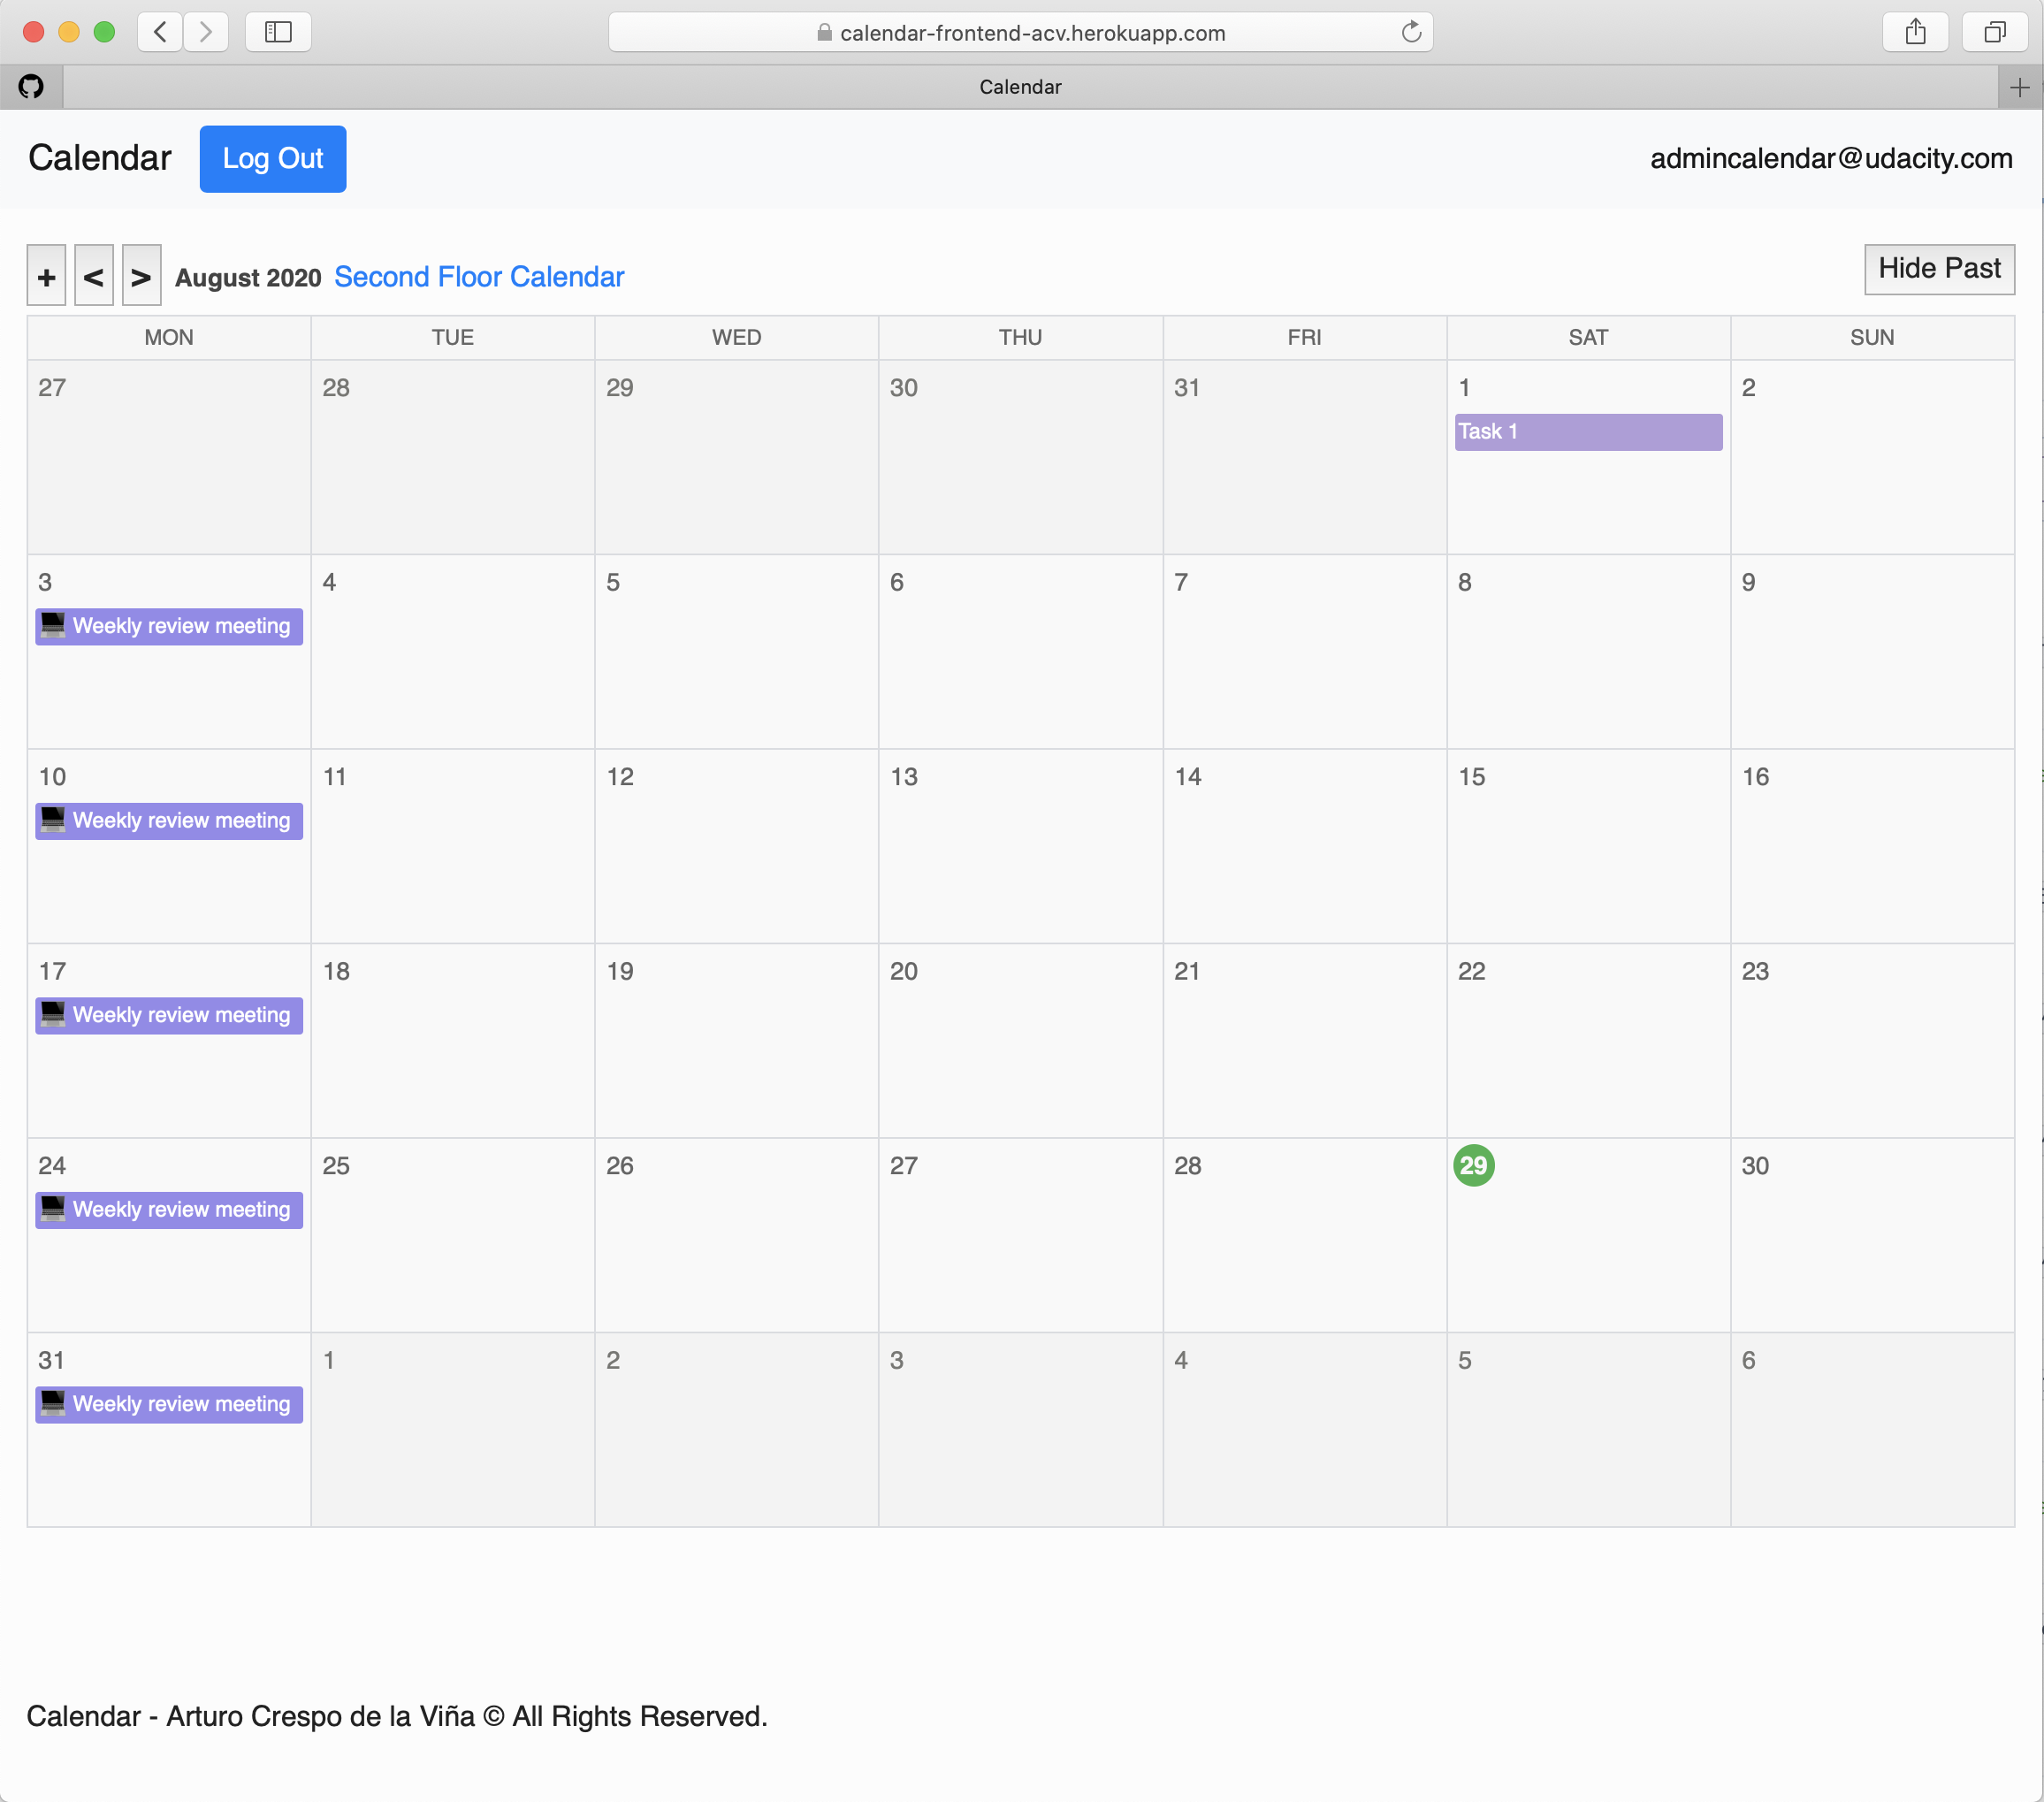 calendar-frontend-acv.herokuapp.com
Calendar
Calendar Log Out admincalendar@udacity.com
+ < > August 2020 Second Floor Calendar Hide Past
MON TUE WED THU FRI SAT SUN
27 28 29 30 31 1 2
Task 1
3 4 5 6 7 8 9
Weekly review meeting
10 11 12 13 14 15 16
Weekly review meeting
17 18 19 20 21 22 23
Weekly review meeting
24 25 26 27 28 29 30
Weekly review meeting
31 1 2 3 4 5 6
Weekly review meeting
Calendar - Arturo Crespo de la Viña © All Rights Reserved.